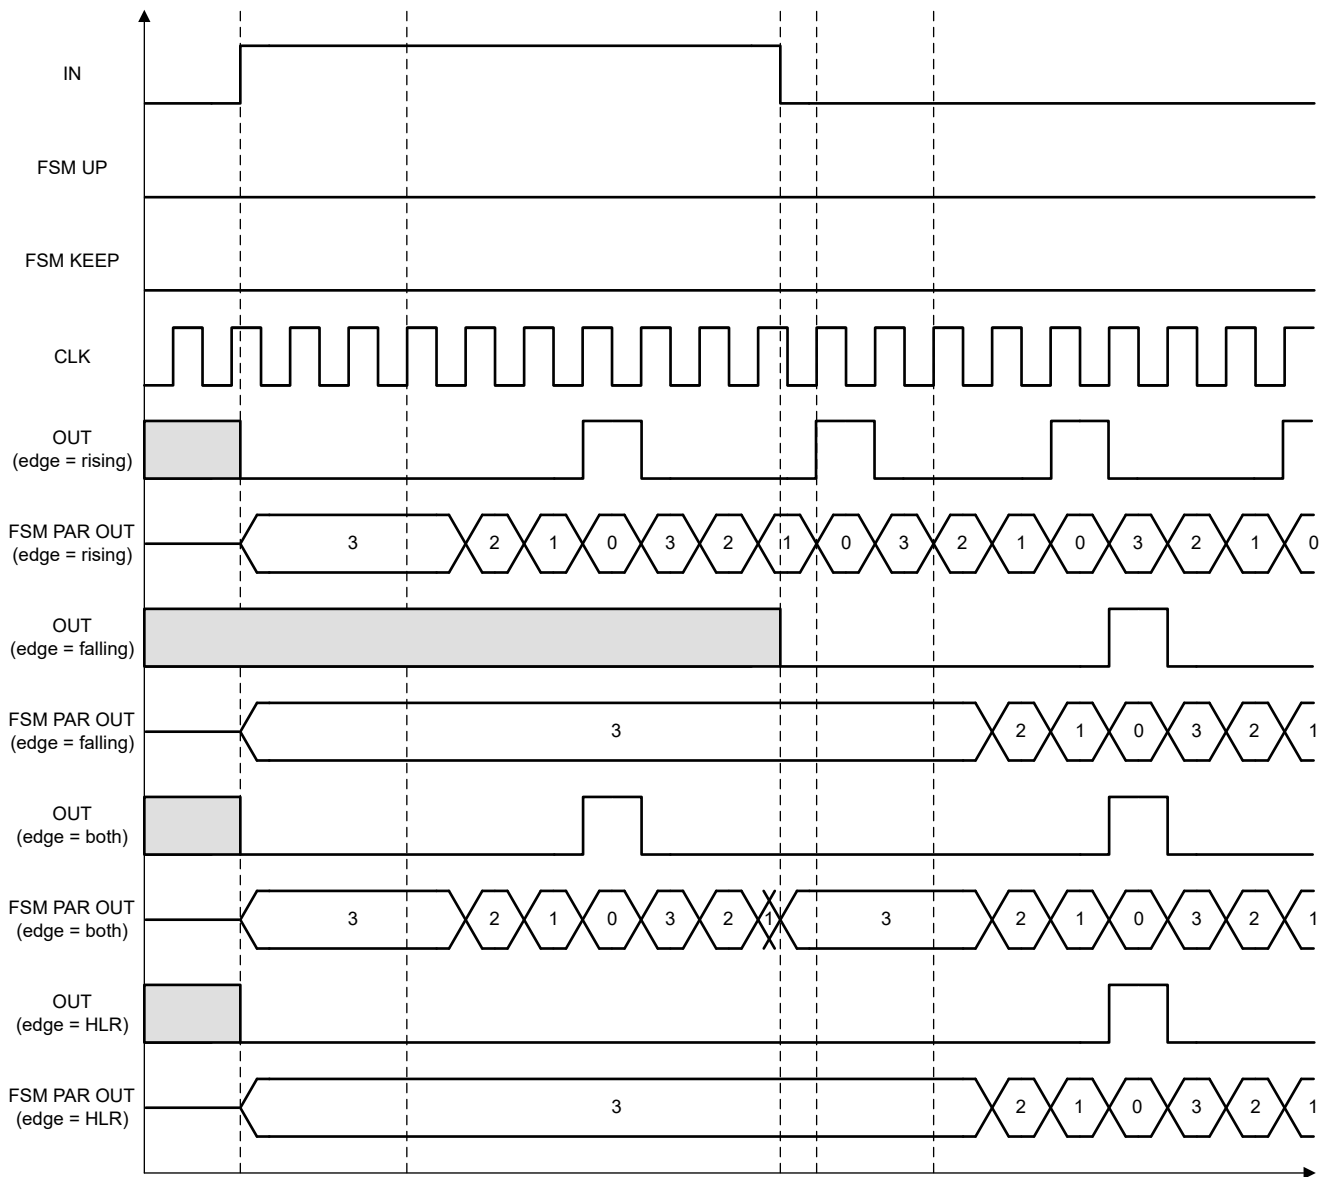 IN
FSM UP
FSM KEEP
CLK
OUT
(edge = rising)
FSM PAR OUT
(edge = rising)
3 2 1 0 3 2 1 0 3 2 1 0 3 2 1 0
OUT
(edge = falling)
FSM PAR OUT
(edge = falling)
3 2 1 0 3 2 1
OUT
(edge = both)
FSM PAR OUT
(edge = both)
3 2 1 0 3 2 1 3 2 1 0 3 2 1
OUT
(edge = HLR)
FSM PAR OUT
(edge = HLR)
3 2 1 0 3 2 1